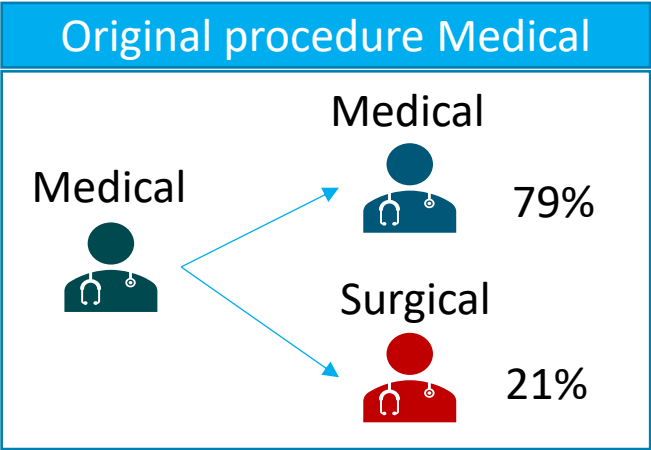 Original procedure Medical
Medical
Medical
79%
Surgical
21%